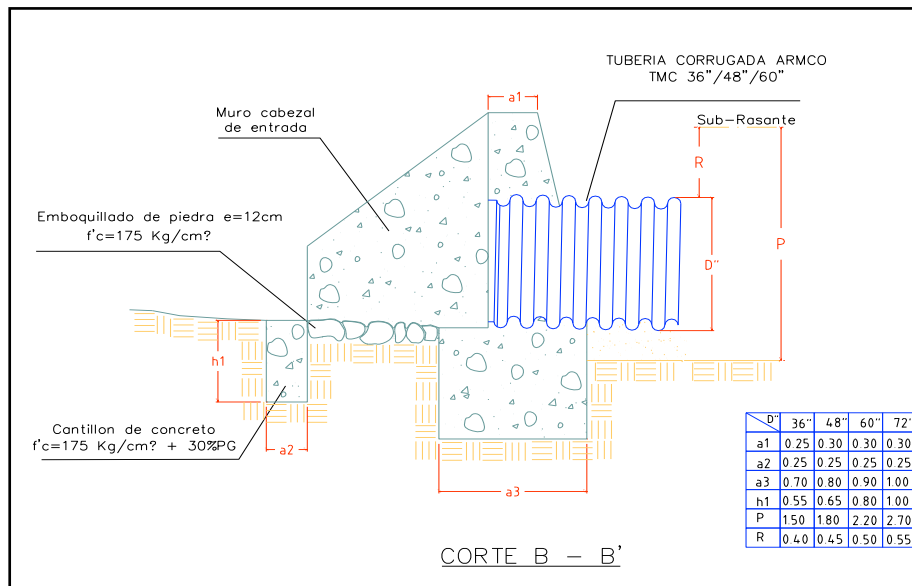 TUBERIA CORRUGADA ARMCO
TMC 36"/48"/60"
a1
Muro cabezal
de entrada
Sub-Rasante
R
Emboquillado de piedra e=12cm
f'c=175 Kg/cm?
P
D"
h1
Cantillon de concreto
f'c=175 Kg/cm? + 30%PG
a2
a3
D" 36" 48" 60" 72"
a1 0.25 0.30 0.30 0.30
a2 0.25 0.25 0.25 0.25
a3 0.70 0.80 0.90 1.00
h1 0.55 0.65 0.80 1.00
P 1.50 1.80 2.20 2.70
R 0.40 0.45 0.50 0.55
CORTE B - B'